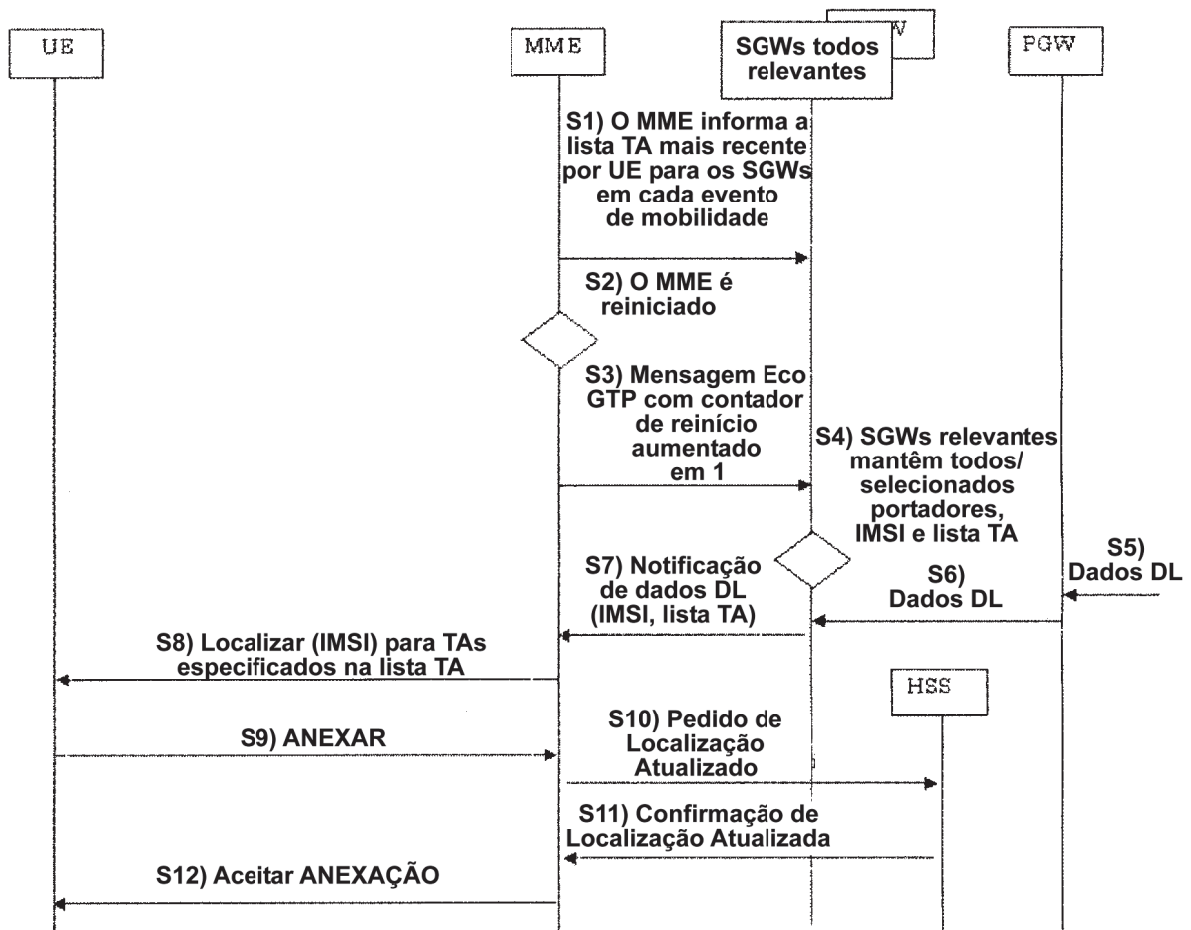 UE
MME
SGWs todos
relevantes
PGW
S1) O MME informa a
lista TA mais recente
por UE para os SGWs
em cada evento
de mobilidade
S2) O MME é
reiniciado
S3) Mensagem Eco
GTP com contador
de reinício
aumentado
em 1
S4) SGWs relevantes
mantêm todos/
selecionados
portadores,
IMSI e lista TA
S5)
Dados DL
S6)
Dados DL
S7) Notificação
de dados DL
(IMSI, lista TA)
S8) Localizar (IMSI) para TAs
especificados na lista TA
HSS
S9) ANEXAR
S10) Pedido de
Localização
Atualizado
S11) Confirmação de
Localização Atualizada
S12) Aceitar ANEXAÇÃO